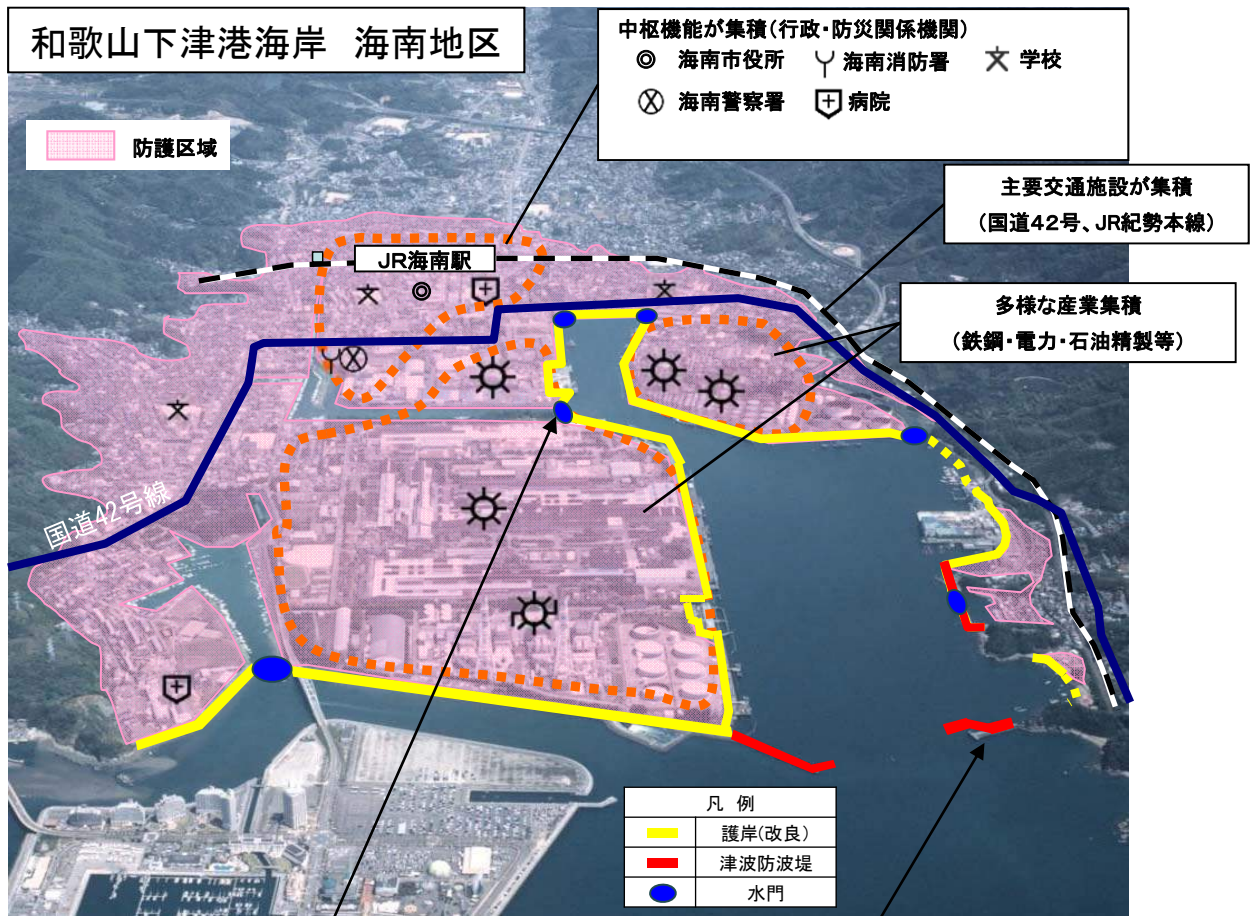 和歌山下津港海岸 海南地区
中枢機能が集積(行政・防災関係機関)
海南市役所 海南消防署 学校
海南警察署 病院
防護区域
主要交通施設が集積
(国道42号、JR紀勢本線)
JR海南駅
多様な産業集積
(鉄鋼・電力・石油精製等)
国道42号線
凡 例
護岸(改良)
津波防波堤
水門